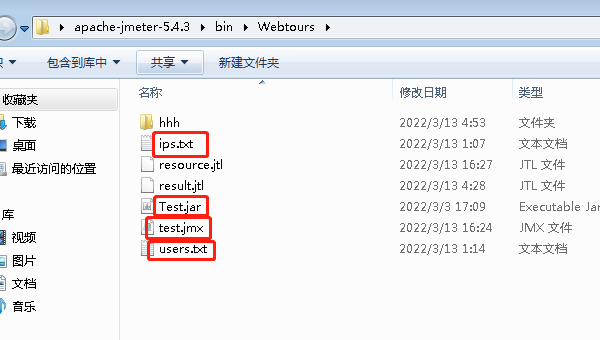 apache-jmeter-5.4.3 bin Webtours
包含到库中 共享 新建文件夹
收藏夹
下载
桌面
最近访问的位置
库
视频
图片
文档
音乐
名称 修改日期 类型
hhh 2022/3/13 4:53 文件夹
ips.txt 2022/3/13 1:07 文本文档
resource.jtl 2022/3/13 16:27 JTL 文件
result.jtl 2022/3/13 4:28 JTL 文件
Test.jar 2022/3/3 17:09 Executable Jar
test.jmx 2022/3/13 16:24 JMX 文件
users.txt 2022/3/13 1:14 文本文档